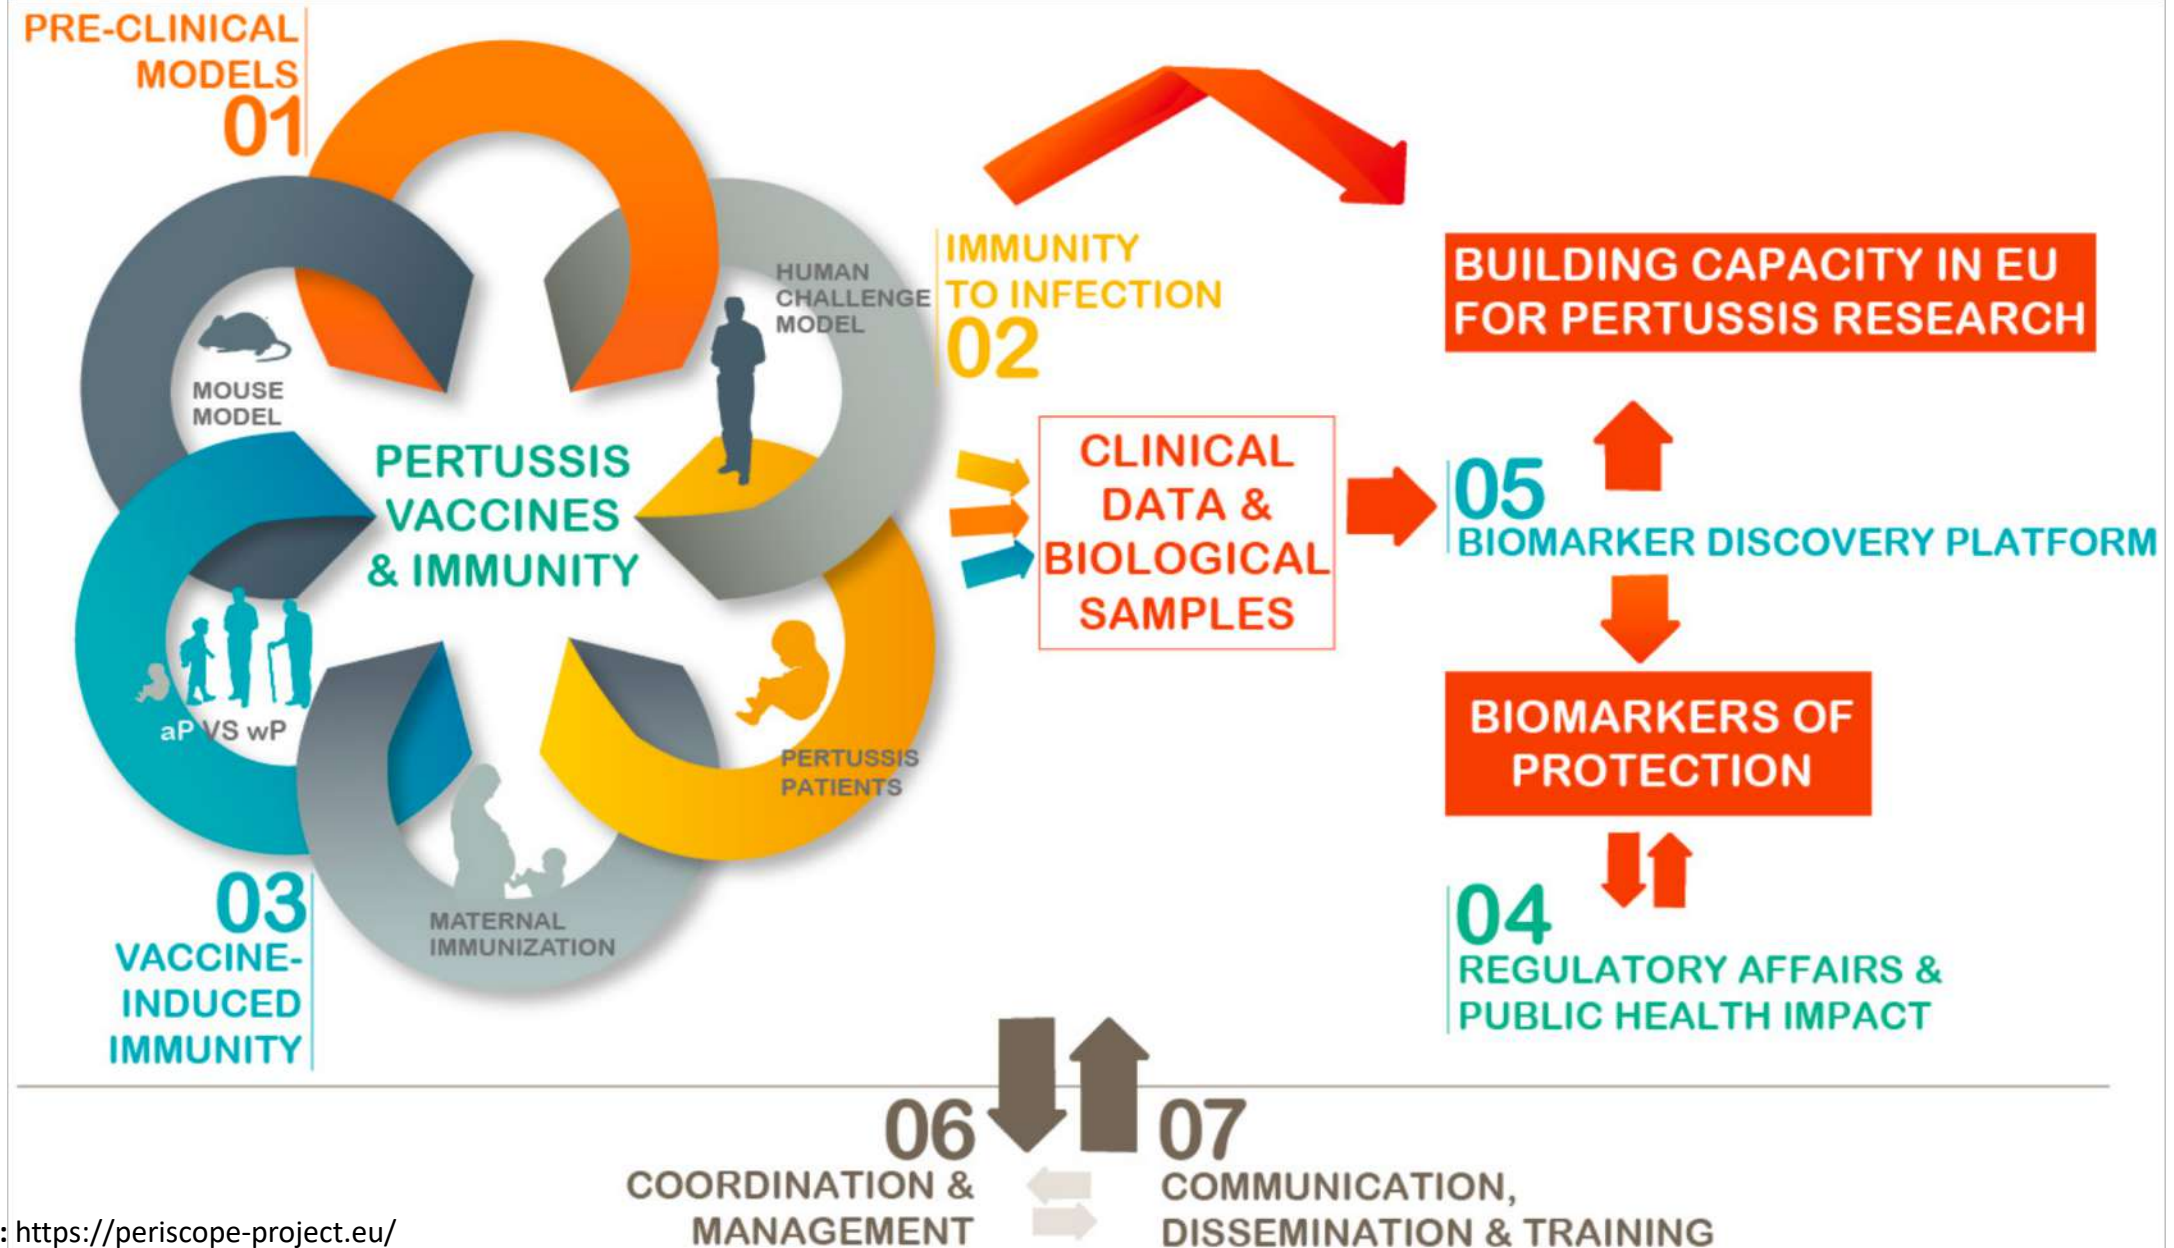 PRE-CLINICAL
MODELS
01
HUMAN
CHALLENGE
MODEL
IMMUNITY
TO INFECTION
02
BUILDING CAPACITY IN EU
FOR PERTUSSIS RESEARCH
MOUSE
MODEL
PERTUSSIS
VACCINES
& IMMUNITY
CLINICAL
DATA &
BIOLOGICAL
SAMPLES
05
BIOMARKER DISCOVERY PLATFORM
aP VS wP
PERTUSSIS
PATIENTS
BIOMARKERS OF
PROTECTION
MATERNAL
IMMUNIZATION
03
VACCINE-
INDUCED
IMMUNITY
04
REGULATORY AFFAIRS &
PUBLIC HEALTH IMPACT
06
COORDINATION &
MANAGEMENT
07
COMMUNICATION,
DISSEMINATION & TRAINING
: https://periscope-project.eu/